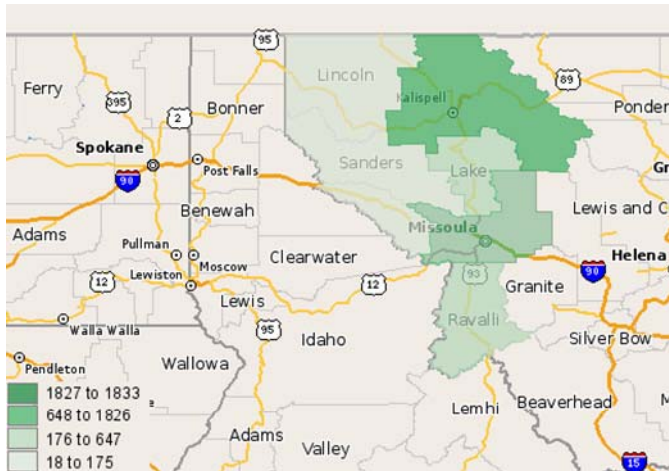 95
Lincoln
Ferry
395
Bonner
Kalispell
89
2
Ponder
Spokane
Post Falls
Sanders
Lake
90
Benewah
Lewis and C
Adams
Missoula
Pullman
Clearwater
Helena
Moscow
12
Lewiston
12
93
90
Granite
Lewis
Walla Walla
95
Idaho
Ravalli
Silver Bow
Wallowa
Pendleton
1827 to 1833
648 to 1826
176 to 647
18 to 175
Lemhi
Beaverhead
Adams
Valley
15